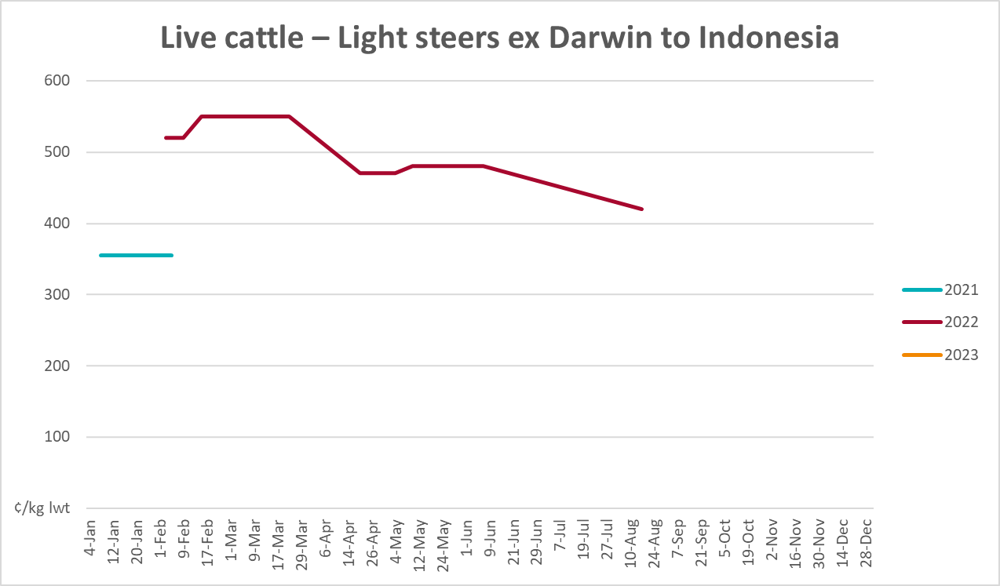 Live cattle – Light steers ex Darwin to Indonesia
600
500
400
300
200
100
¢/kg lwt
4-Jan
12-Jan
20-Jan
1-Feb
9-Feb
17-Feb
1-Mar
9-Mar
17-Mar
29-Mar
6-Apr
14-Apr
26-Apr
4-May
12-May
24-May
1-Jun
9-Jun
21-Jun
29-Jun
7-Jul
19-Jul
27-Jul
10-Aug
24-Aug
7-Sep
21-Sep
5-Oct
19-Oct
2-Nov
16-Nov
30-Nov
14-Dec
28-Dec
2021
2022
2023